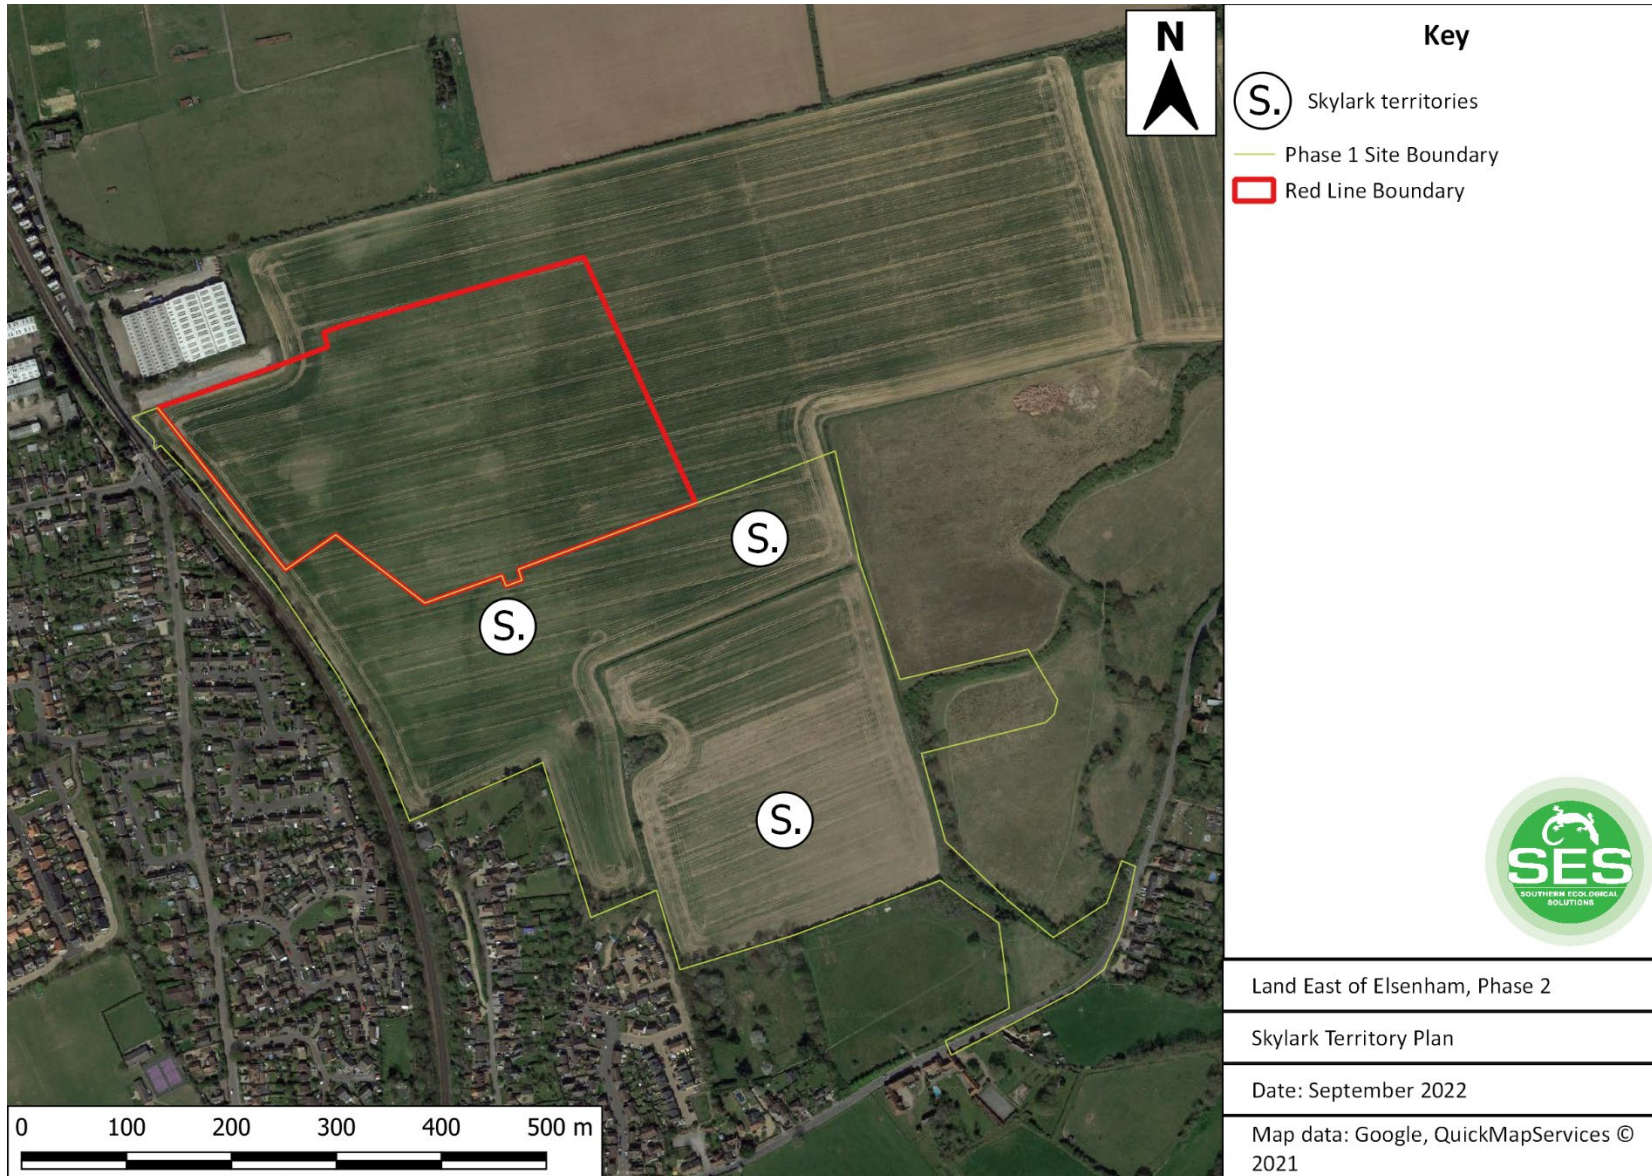 N
S.
S.
S.
0 100 200 300 400 500 m
Key
S. Skylark territories
Phase 1 Site Boundary
Red Line Boundary
SES
SOUTHERN ECOLOGICAL
SOLUTIONS
Land East of Elsenham, Phase 2
Skylark Territory Plan
Date: September 2022
Map data: Google, QuickMapServices ©
2021